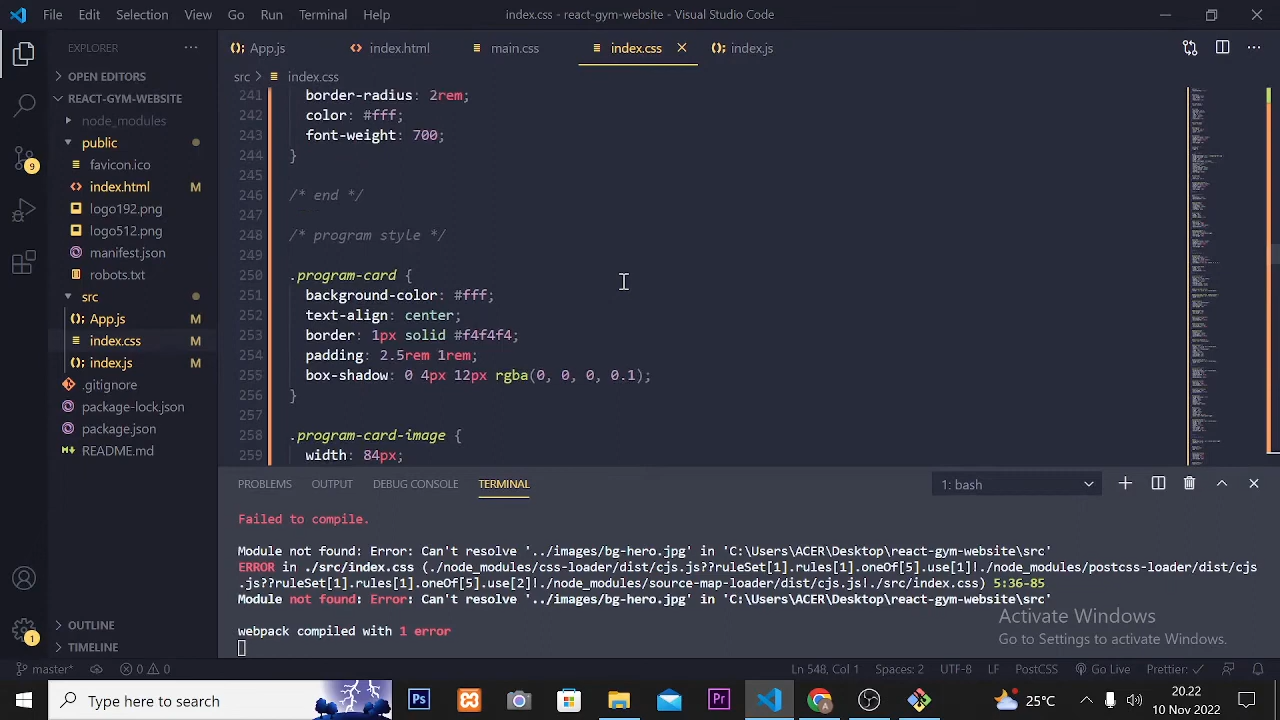 File Edit Selection View Go Run Terminal Help index.css - react-gym-website - Visual Studio Code
EXPLORER
OPEN EDITORS
REACT-GYM-WEBSITE
node_modules
public
favicon.ico
index.html M
logo192.png
logo512.png
manifest.json
robots.txt
src
App.js M
index.css M
index.js M
.gitignore
package-lock.json
package.json
README.md
OUTLINE
TIMELINE
9
1
App.js index.html main.css index.css index.js
src > index.css
241 border-radius: 2rem;
242 color: #fff;
243 font-weight: 700;
244 }
245
246 /* end */
247
248 /* program style */
249
250 .program-card {
251 background-color: #fff;
252 text-align: center;
253 border: 1px solid #f4f4f4;
254 padding: 2.5rem 1rem;
255 box-shadow: 0 4px 12px rgba(0, 0, 0, 0.1);
256 }
257
258 .program-card-image {
259 width: 84px;
PROBLEMS OUTPUT DEBUG CONSOLE TERMINAL 1: bash
Failed to compile.
Module not found: Error: Can't resolve '../images/bg-hero.jpg' in 'C:\Users\ACER\Desktop\react-gym-website\src'
ERROR in ./src/index.css (./node_modules/css-loader/dist/cjs.js??ruleSet[1].rules[1].oneOf[5].use[1]!./node_modules/postcss-loader/dist/cjs
.js??ruleSet[1].rules[1].oneOf[5].use[2]!./node_modules/source-map-loader/dist/cjs.js!./src/index.css) 5:36-85
Module not found: Error: Can't resolve '../images/bg-hero.jpg' in 'C:\Users\ACER\Desktop\react-gym-website\src'
webpack compiled with 1 error
Activate Windows
Go to Settings to activate Windows.
master* 0 0 Ln 548, Col 1 Spaces: 2 UTF-8 LF PostCSS Go Live Prettier: ✓
Type here to search
Ps
Pr
25°C
20:22
10 Nov 2022